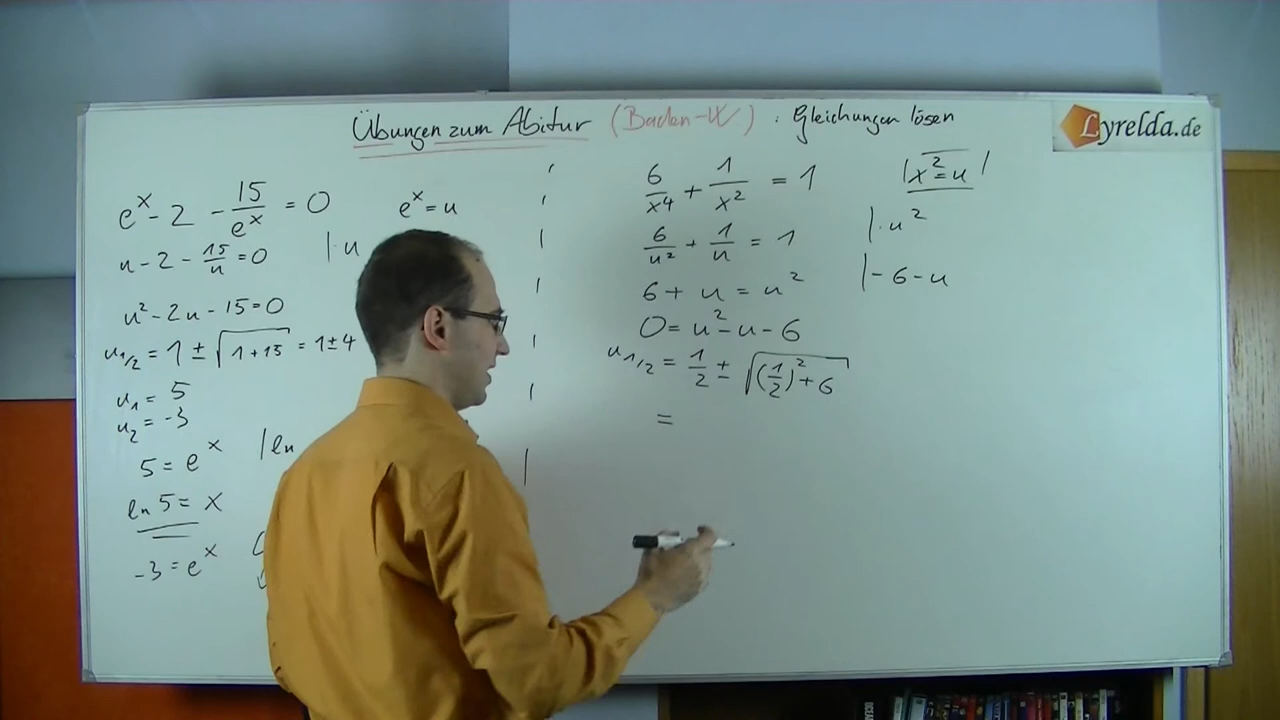 Übungen zum Abitur (Baden-W) : Gleichungen lösen
Lyrelda.de
e^x - 2 - 15/e^x = 0 e^x = u
u - 2 - 15/u = 0 | · u
u² - 2u - 15 = 0
u1/2 = 1 ± √(1 + 15) = 1 ± 4
u1 = 5
u2 = -3
5 = e^x | ln
ln 5 = x
-3 = e^x
6/x⁴ + 1/x² = 1 | x² = u |
6/u² + 1/u = 1 | · u²
6 + u = u² | - 6 - u
0 = u² - u - 6
u1/2 = 1/2 ± √((1/2)² + 6)
=